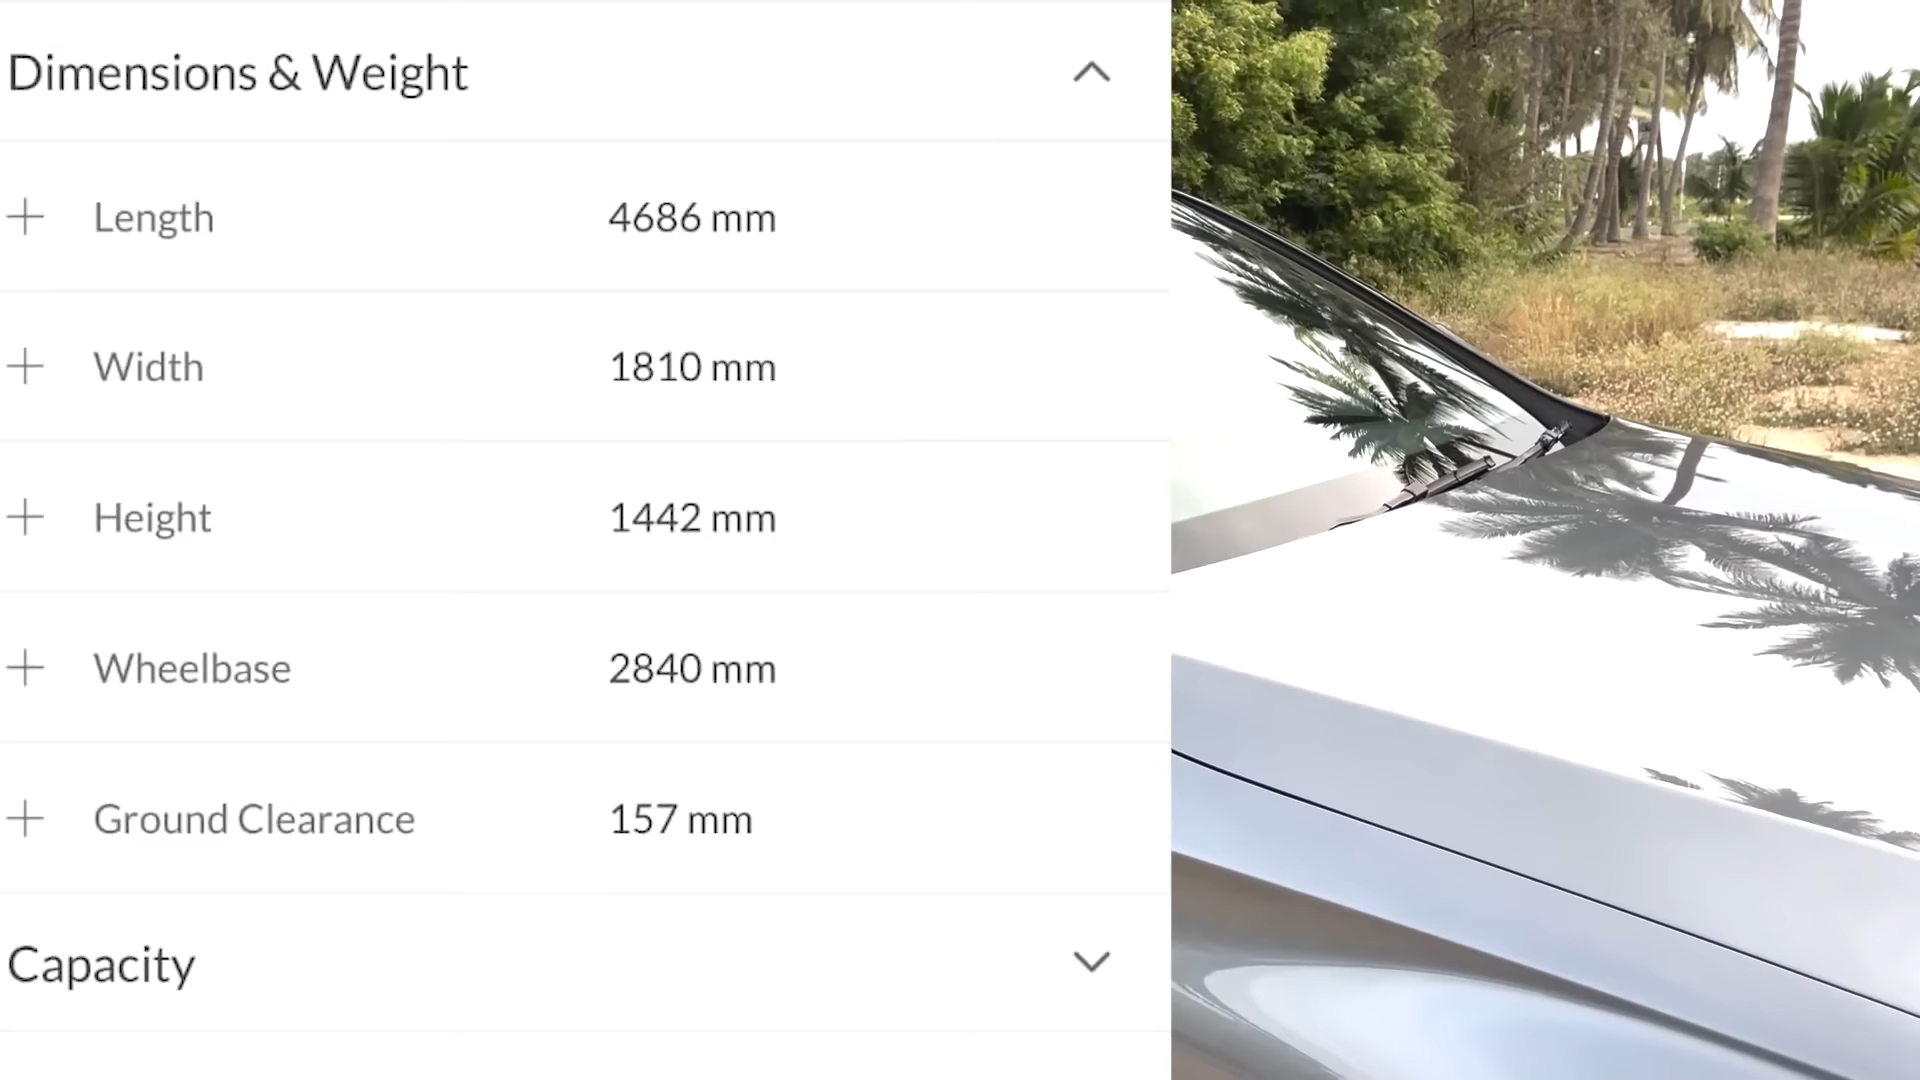 Dimensions & Weight
Length 4686 mm
Width 1810 mm
Height 1442 mm
Wheelbase 2840 mm
Ground Clearance 157 mm
Capacity